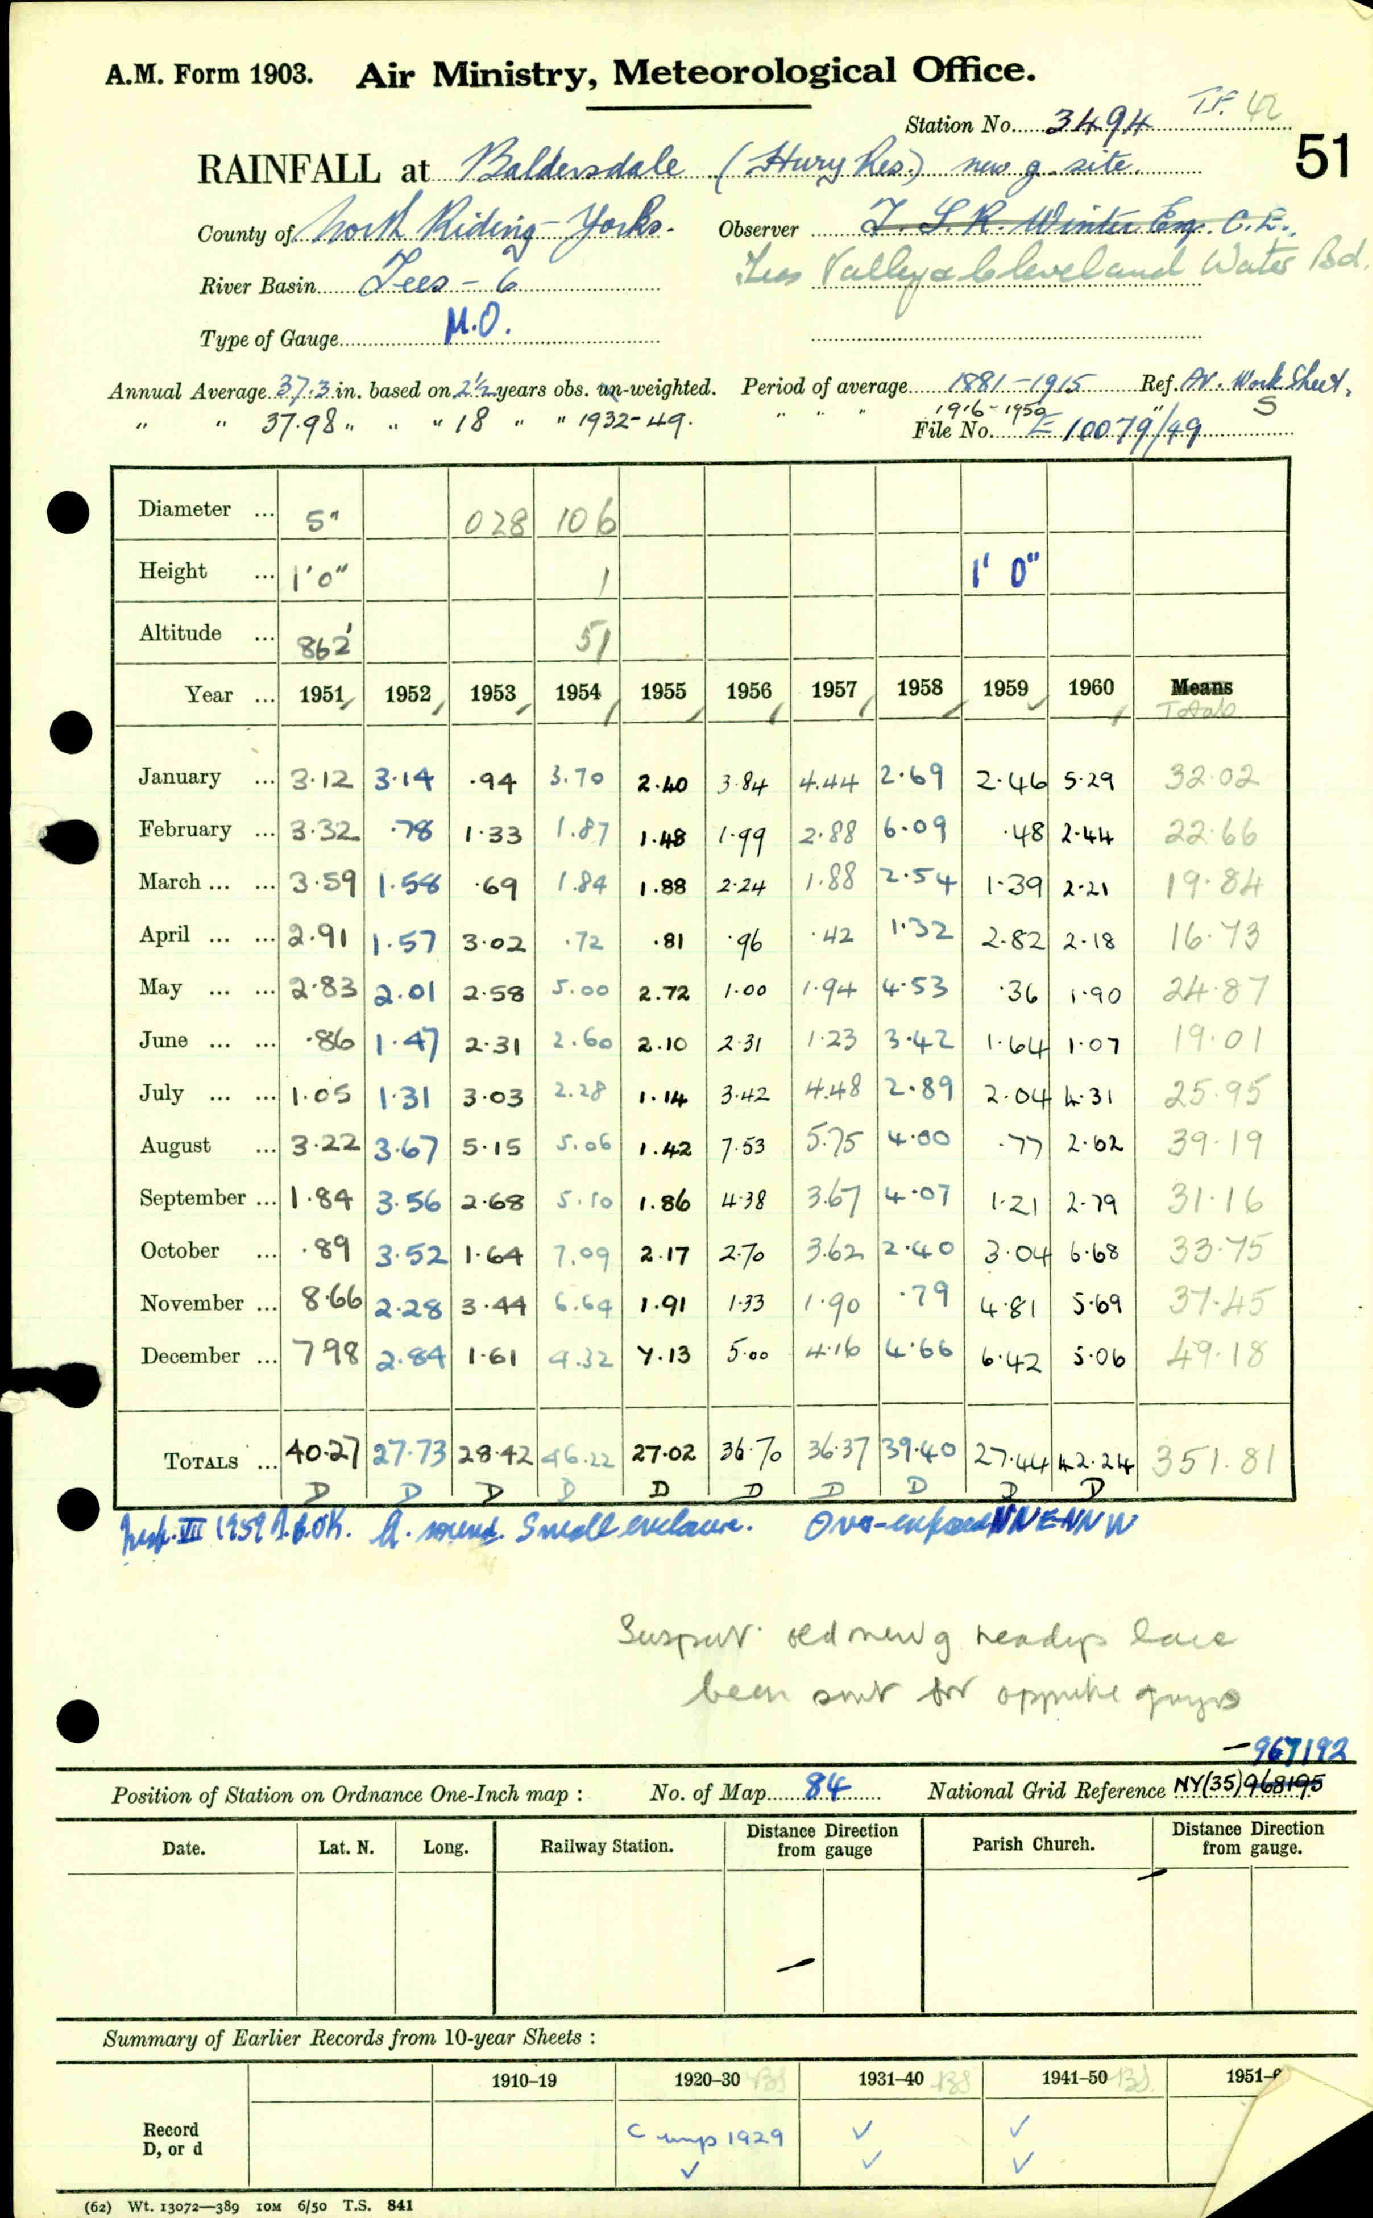 A.M. Form 1903. Air Ministry, Meteorological Office.
Station No. 3494 T.F. 42
51
RAINFALL at Baldersdale (Hury Res.) new g. site.
County of North Riding - Yorks. Observer T. S. R. Winter Esq. C.E.,
River Basin Tees - 6 Tees Valley & Cleveland Water Bd.
Type of Gauge M.O.
Annual Average 37.3 in. based on 2½ years obs. un-weighted. Period of average 1881-1915 Ref. Av. Work Sheet,
" " 37.98 " " " 18 " " 1932-49. " " " 1916-1950 " S
File No. E 10079/49
Diameter ... 5" 028 106
Height ... 1'0" 1 1' 0"
Altitude ... 862' 51
Year ... 1951 1952 1953 1954 1955 1956 1957 1958 1959 1960 Means
Totals
January ... 3.12 3.14 .94 3.70 2.40 3.84 4.44 2.69 2.46 5.29 32.02
February ... 3.32 .78 1.33 1.87 1.48 1.99 2.88 6.09 .48 2.44 22.66
March ... ... 3.59 1.58 .69 1.84 1.88 2.24 1.88 2.54 1.39 2.21 19.84
April ... ... 2.91 1.57 3.02 .72 .81 .96 .42 1.32 2.82 2.18 16.73
May ... ... 2.83 2.01 2.58 5.00 2.72 1.00 1.94 4.53 .36 1.90 24.87
June ... ... .86 1.47 2.31 2.60 2.10 2.31 1.23 3.42 1.64 1.07 19.01
July ... ... 1.05 1.31 3.03 2.28 1.14 3.42 4.48 2.89 2.04 4.31 25.95
August ... 3.22 3.67 5.15 5.06 1.42 7.53 5.75 4.00 .77 2.62 39.19
September ... 1.84 3.56 2.68 5.10 1.86 4.38 3.67 4.07 1.21 2.79 31.16
October ... .89 3.52 1.64 7.09 2.17 2.70 3.62 2.40 3.04 6.68 33.75
November ... 8.66 2.28 3.44 6.64 1.91 1.33 1.90 .79 4.81 5.69 37.45
December ... 7.98 2.84 1.61 4.32 7.13 5.00 4.16 4.66 6.42 5.06 49.18
TOTALS ... 40.27 27.73 28.42 46.22 27.02 36.70 36.37 39.40 27.44 42.24 351.81
D D D D D D D D D D
Insp. VII 1959 OK. sound. Small enclosure. Over-exposed NNE-NNW
Suspect old new g readings have
been sent for opposite gauges
967192
Position of Station on Ordnance One-Inch map : No. of Map 84 National Grid Reference NY(35)968195
Date. Lat. N. Long. Railway Station. Distance Direction from gauge Parish Church. Distance Direction from gauge.
Summary of Earlier Records from 10-year Sheets :
1910-19 1920-30 1931-40 1941-50 1951-
Record
D, or d
C 1929 ✓ ✓
✓ ✓ ✓
(62) Wt. 13072—389 10M 6/50 T.S. 841